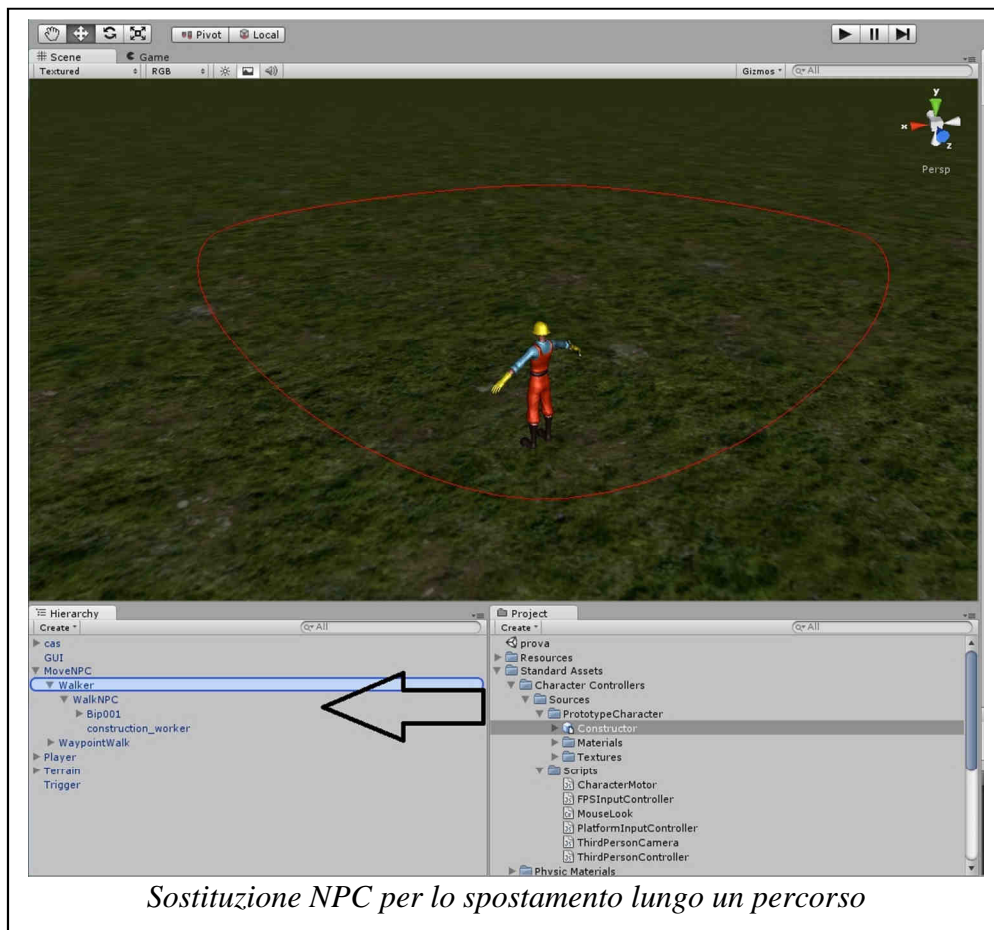 Pivot Local
Scene Game
Textured RGB Gizmos All
y
x
z
Persp
Hierarchy
Create All
cas
GUI
MoveNPC
Walker
WalkNPC
Bip001
construction_worker
WaypointWalk
Player
Terrain
Trigger
Project
Create All
prova
Resources
Standard Assets
Character Controllers
Sources
PrototypeCharacter
Constructor
Materials
Textures
Scripts
CharacterMotor
FPSInputController
MouseLook
PlatformInputController
ThirdPersonCamera
ThirdPersonController
Physic Materials
Sostituzione NPC per lo spostamento lungo un percorso